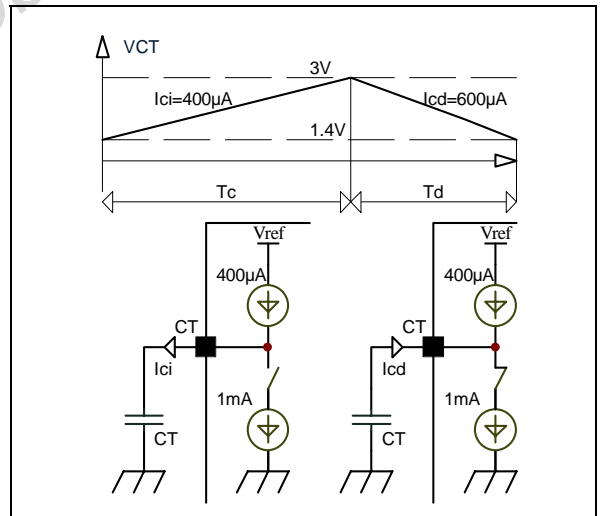 VCT
3V
Ici=400µA
Icd=600µA
1.4V
Tc
Td
Vref
Vref
400µA
400µA
CT
CT
Ici
Icd
1mA
1mA
CT
CT